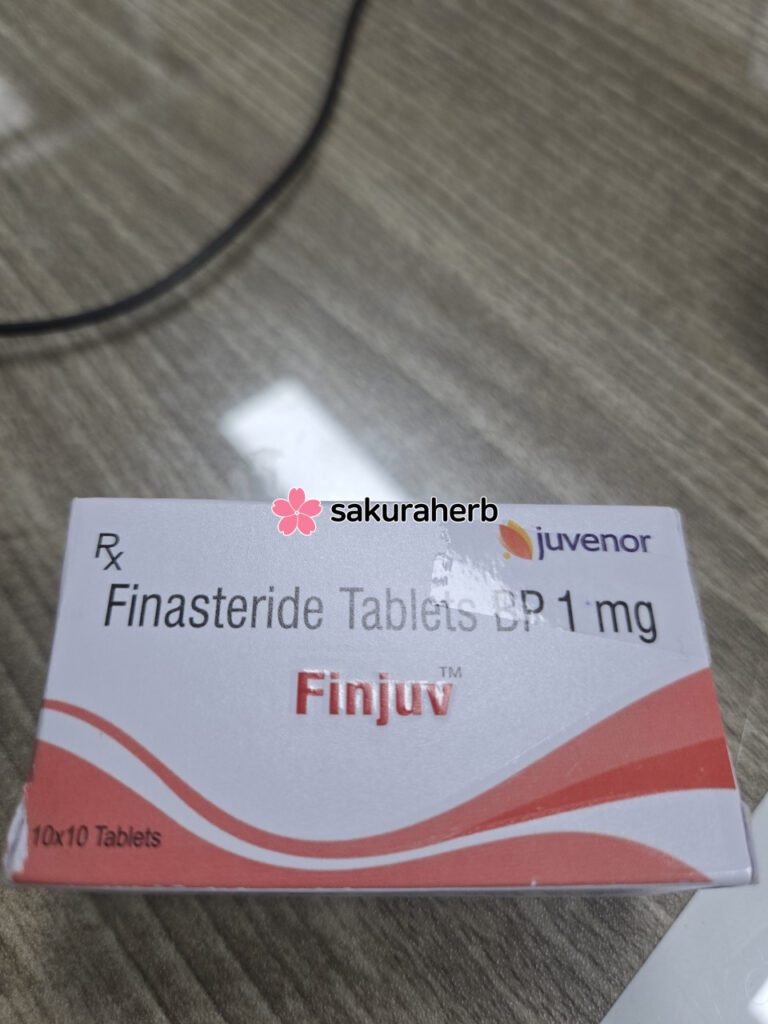 sakuraherb
Rx
juvenor
Finasteride Tablets BP 1 mg
Finjuv™
10x10 Tablets